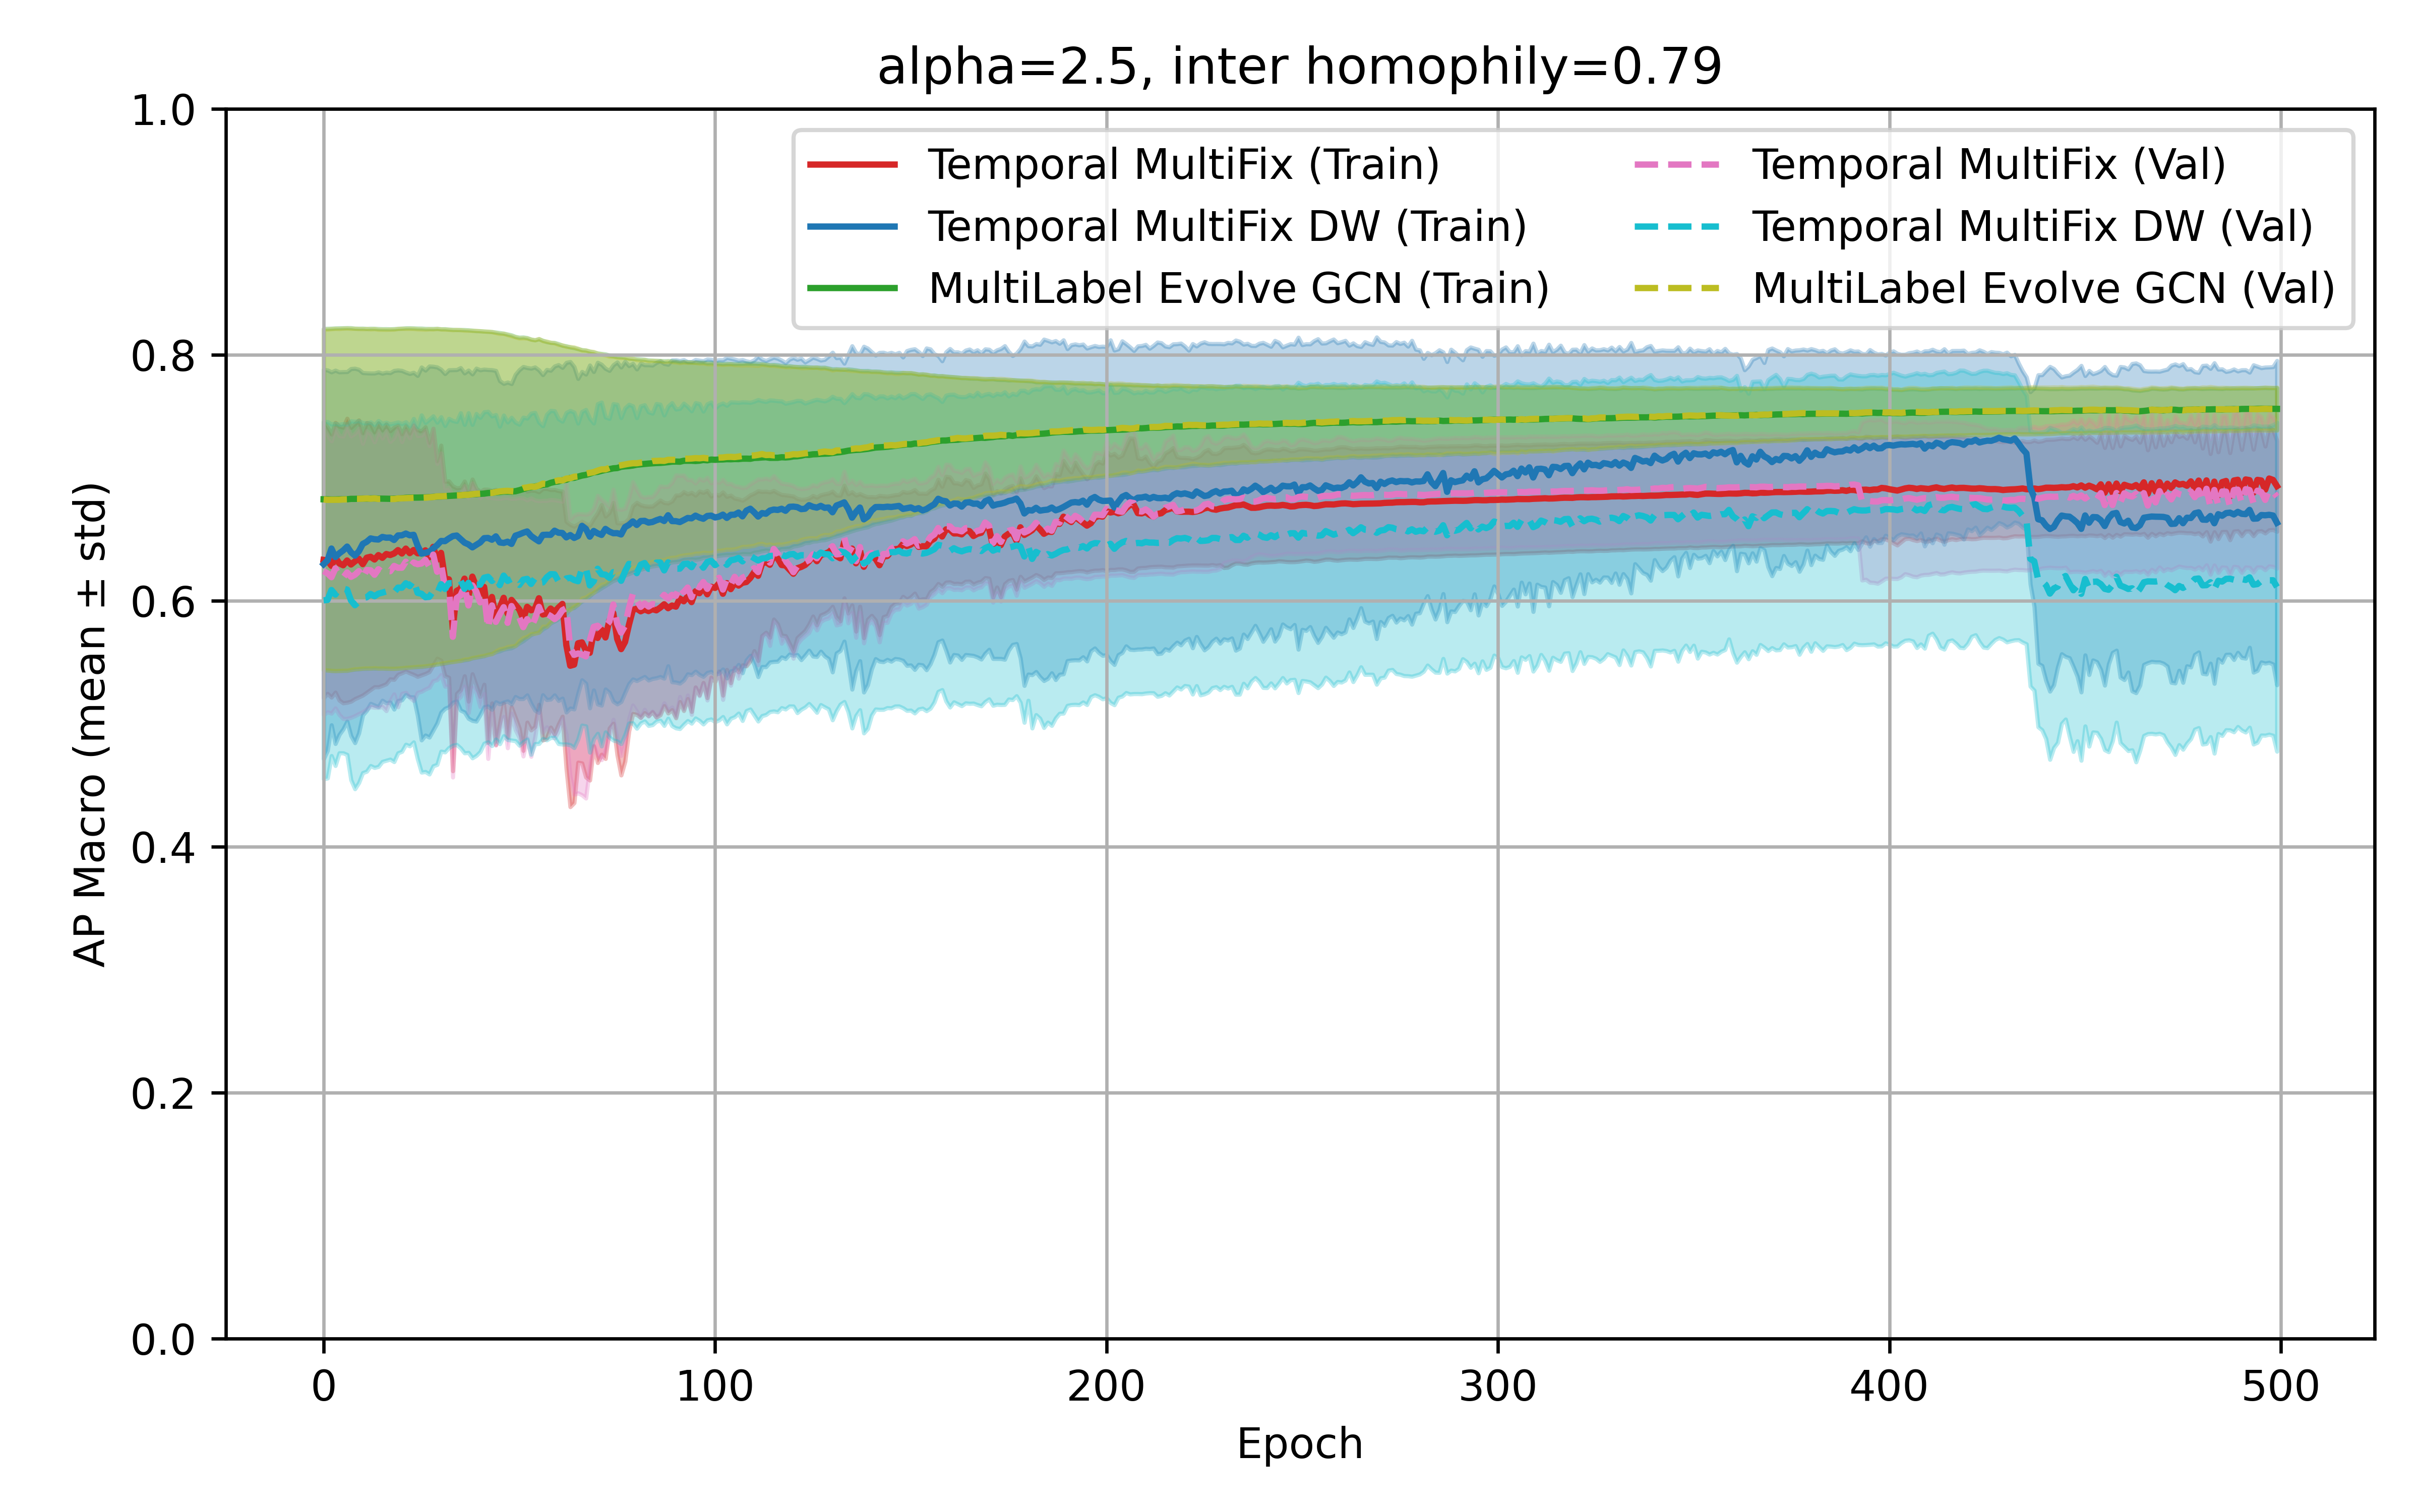 alpha=2.5, inter homophily=0.79
1.0
0.8
0.6
0.4
0.2
0.0
AP Macro (mean ± std)
Temporal MultiFix (Train)
Temporal MultiFix DW (Train)
MultiLabel Evolve GCN (Train)
Temporal MultiFix (Val)
Temporal MultiFix DW (Val)
MultiLabel Evolve GCN (Val)
0 100 200 300 400 500
Epoch